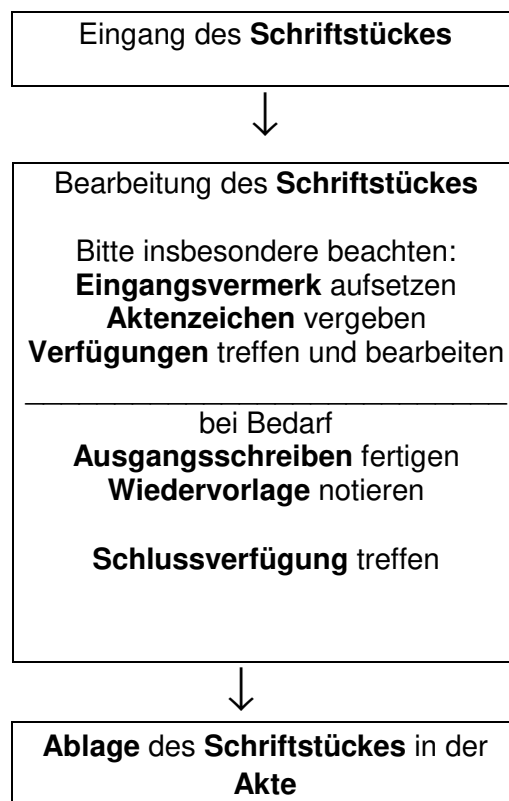 Eingang des Schriftstückes
Bearbeitung des Schriftstückes
Bitte insbesondere beachten:
Eingangsvermerk aufsetzen
Aktenzeichen vergeben
Verfügungen treffen und bearbeiten
bei Bedarf
Ausgangsschreiben fertigen
Wiedervorlage notieren
Schlussverfügung treffen
Ablage des Schriftstückes in der
Akte